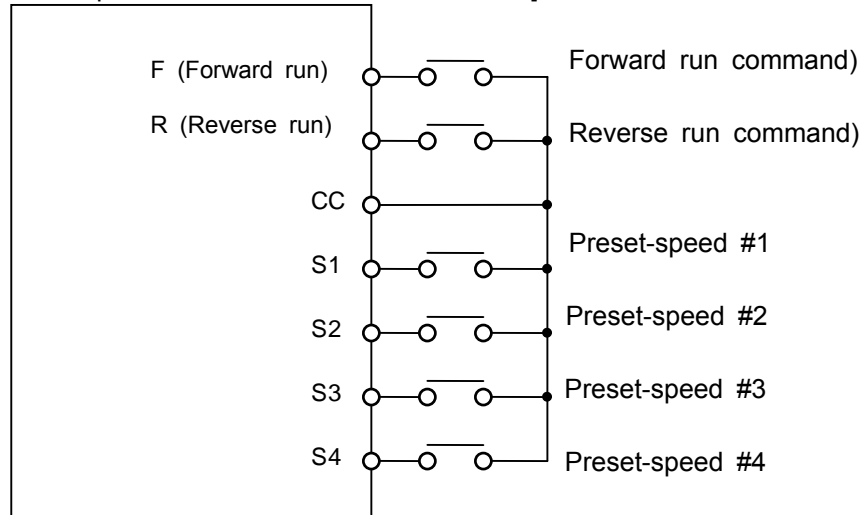 F (Forward run)
Forward run command)
R (Reverse run)
Reverse run command)
CC
S1
Preset-speed #1
S2
Preset-speed #2
S3
Preset-speed #3
S4
Preset-speed #4